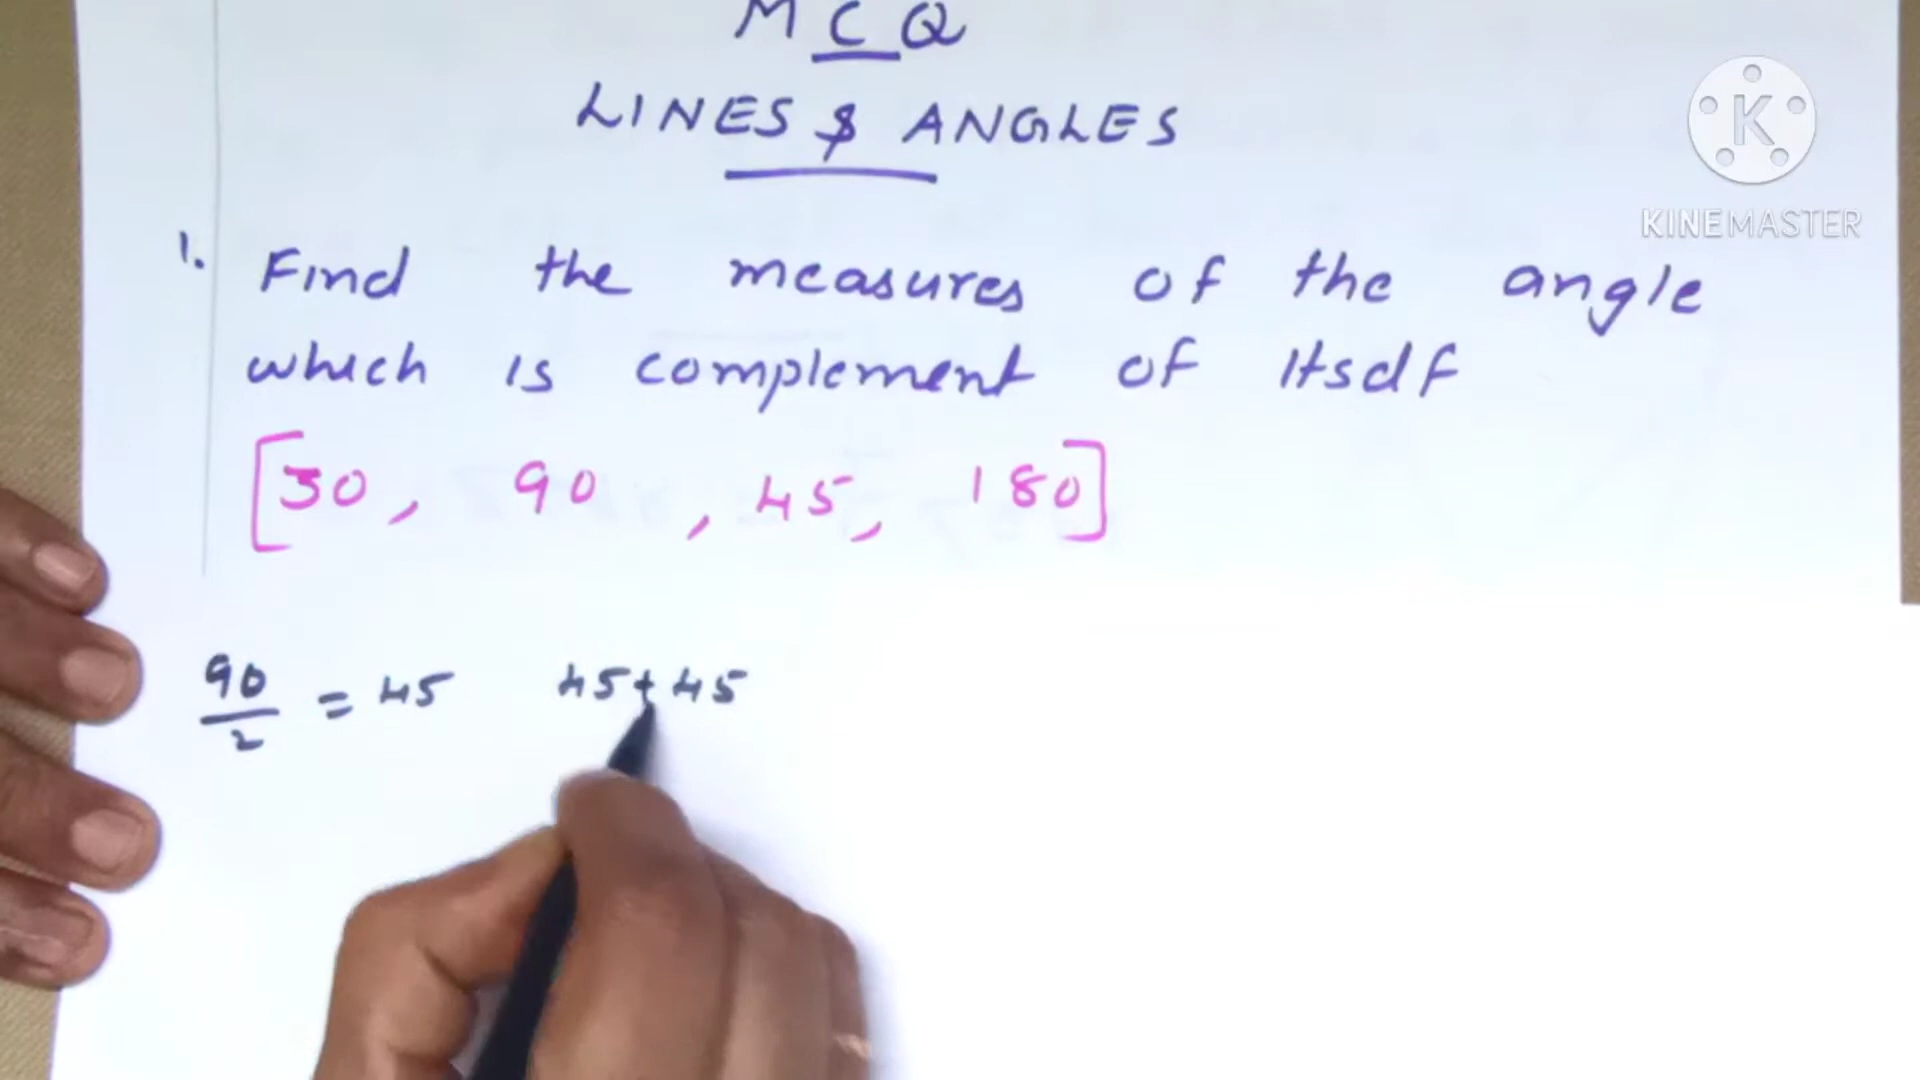 MCQ
LINES & ANGLES
K
KINEMASTER
1. Find the measures of the angle
which is complement of itself
[30, 90, 45, 180]
90/2 = 45 45+45